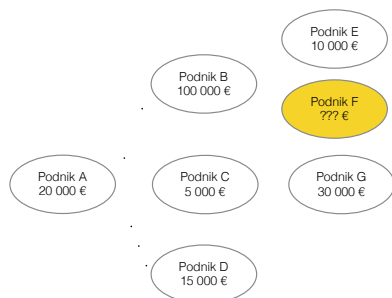 Podnik E
10 000 €
Podnik B
100 000 €
Podnik F
??? €
Podnik A
20 000 €
Podnik C
5 000 €
Podnik G
30 000 €
Podnik D
15 000 €